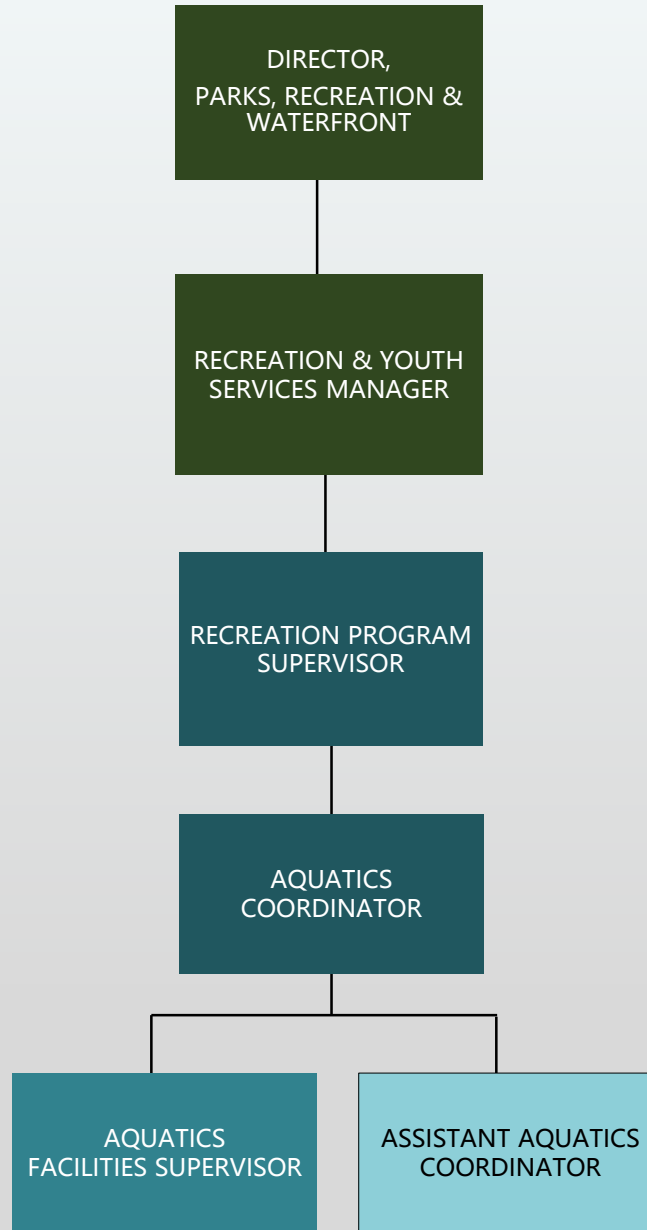 DIRECTOR,
PARKS, RECREATION &
WATERFRONT
RECREATION & YOUTH
SERVICES MANAGER
RECREATION PROGRAM
SUPERVISOR
AQUATICS
COORDINATOR
AQUATICS
FACILITIES SUPERVISOR
ASSISTANT AQUATICS
COORDINATOR